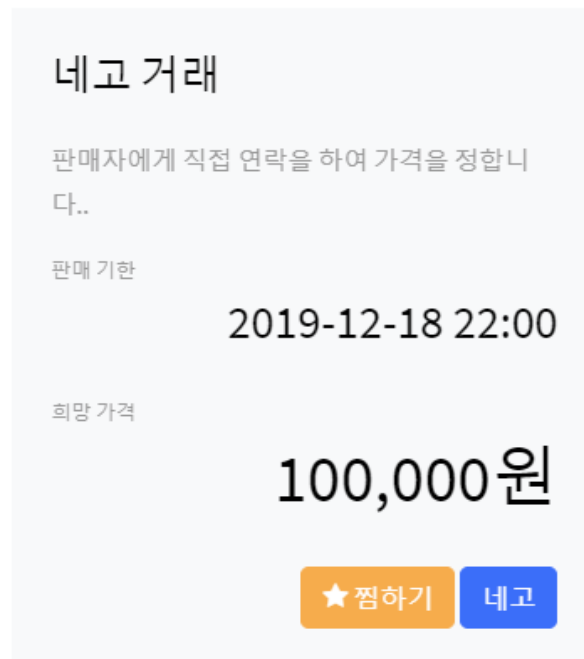 네고 거래
판매자에게 직접 연락을 하여 가격을 정합니
다..
판매 기한
2019-12-18 22:00
희망 가격
100,000원
★찜하기 네고